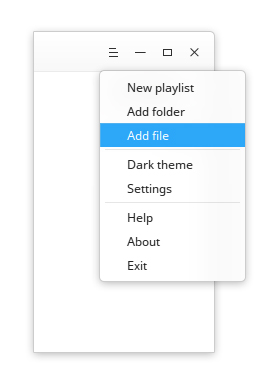 New playlist
Add folder
Add file
Dark theme
Settings
Help
About
Exit